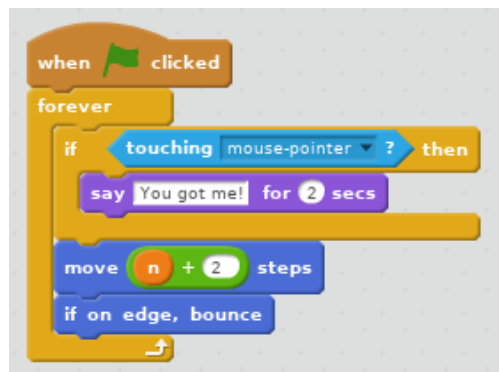 when clicked
forever
if touching mouse-pointer ? then
say You got me! for 2 secs
move n + 2 steps
if on edge, bounce